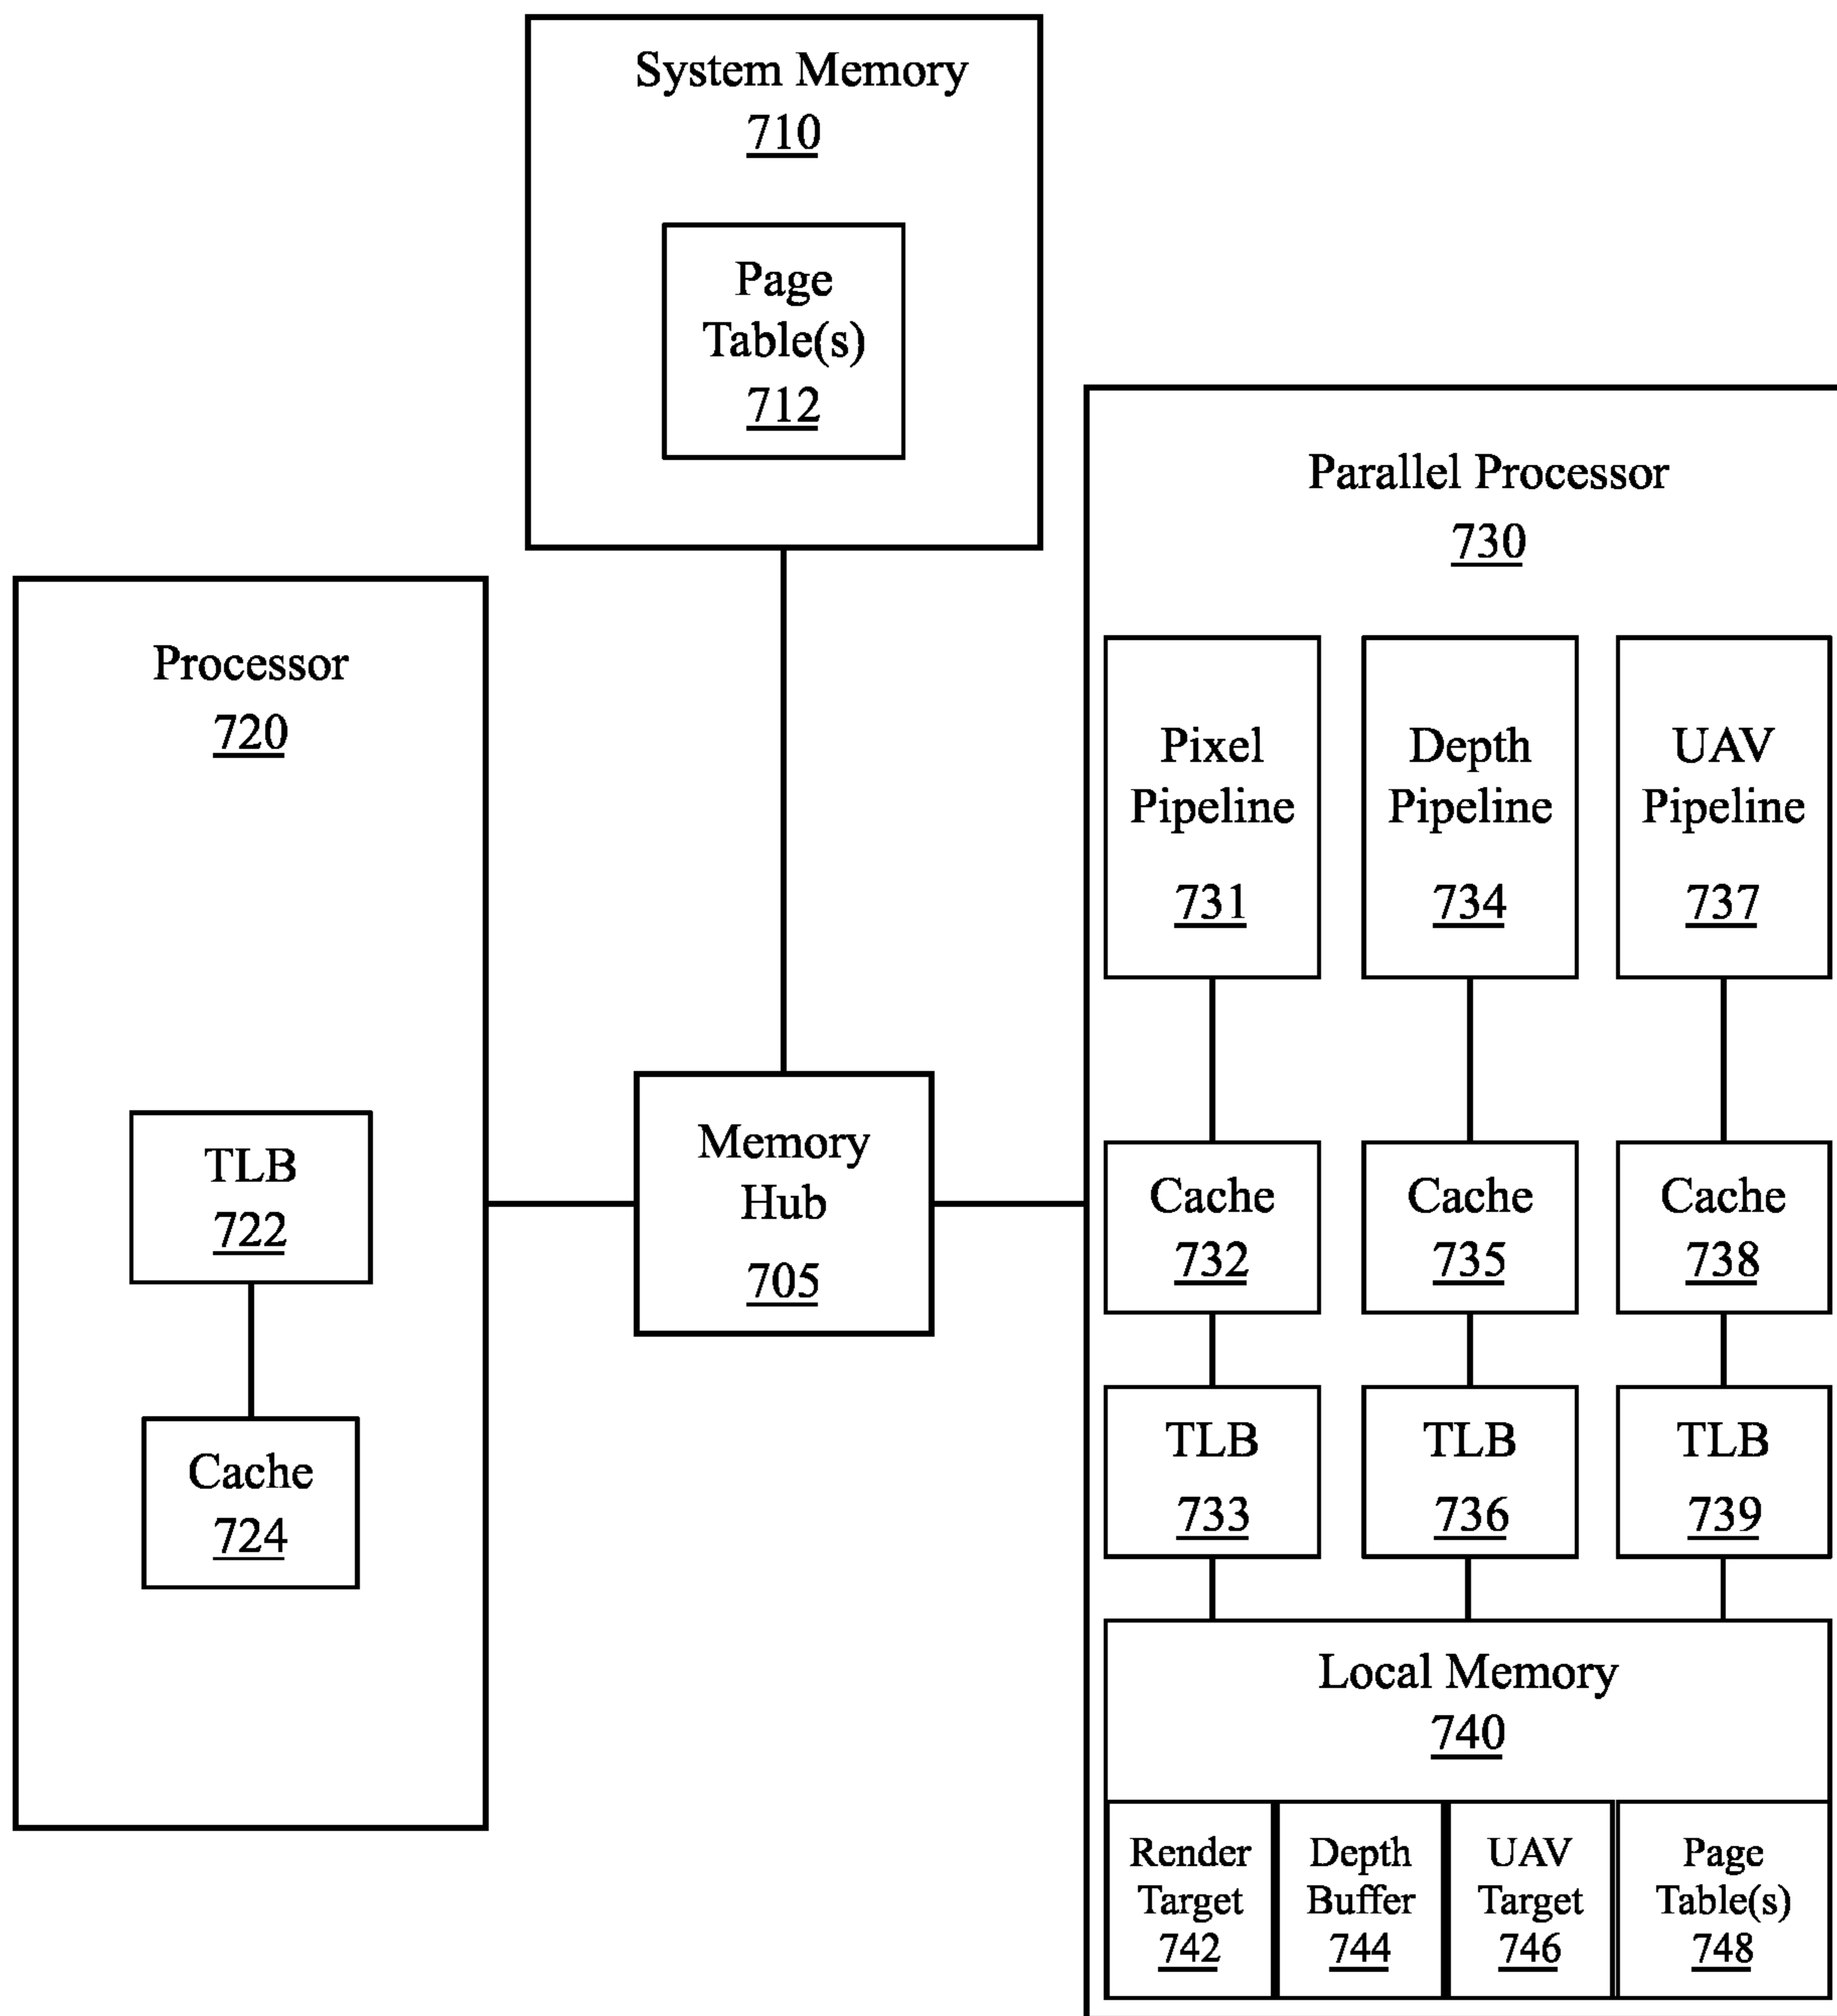 System Memory
710
Page
Table(s)
712
Processor
720
TLB
722
Cache
724
Memory
Hub
705
Parallel Processor
730
Pixel
Pipeline
731
Depth
Pipeline
734
UAV
Pipeline
737
Cache
732
Cache
735
Cache
738
TLB
733
TLB
736
TLB
739
Local Memory
740
Render
Target
742
Depth
Buffer
744
UAV
Target
746
Page
Table(s)
748